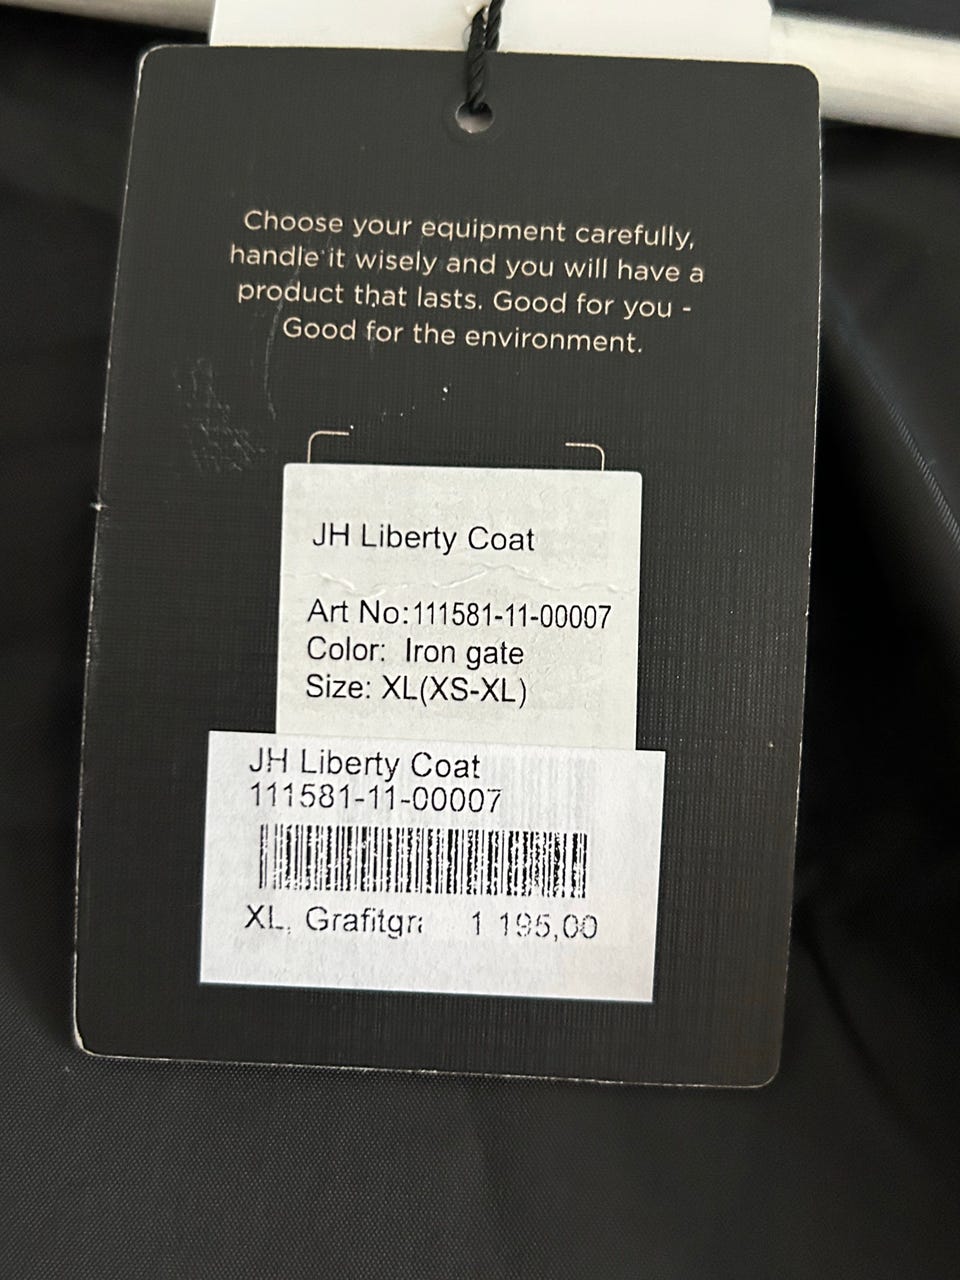 Choose your equipment carefully,
handle it wisely and you will have a
product that lasts. Good for you -
Good for the environment.
JH Liberty Coat
Art No:111581-11-00007
Color: Iron gate
Size: XL(XS-XL)
JH Liberty Coat
111581-11-00007
XL, Grafitgr 1 195,00